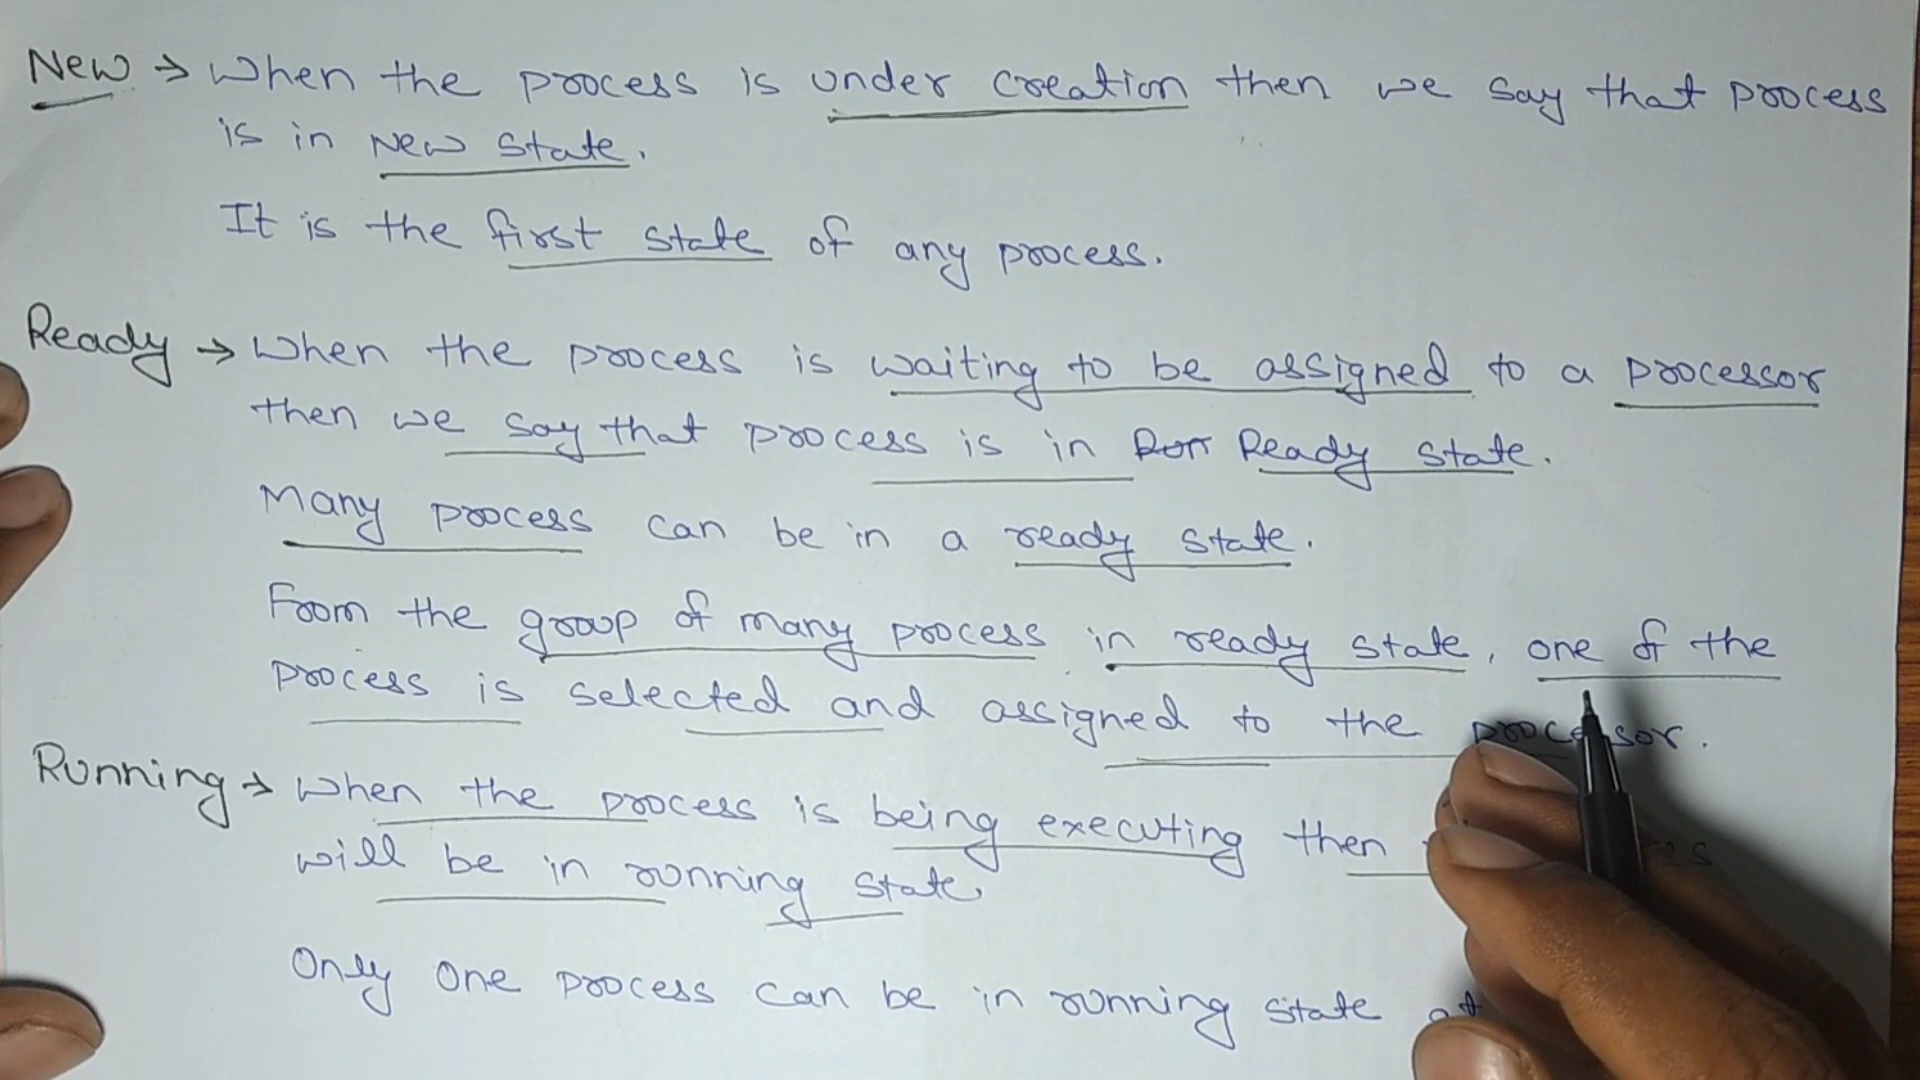 New → When the process is under creation then we say that process
is in New state.
It is the first state of any process.
Ready → When the process is waiting to be assigned to a processor
then we say that process is in Ready state.
Many process can be in a ready state.
From the group of many process in ready state, one of the
process is selected and assigned to the processor.
Running → When the process is being executing then
will be in running state
Only one process can be in running state at